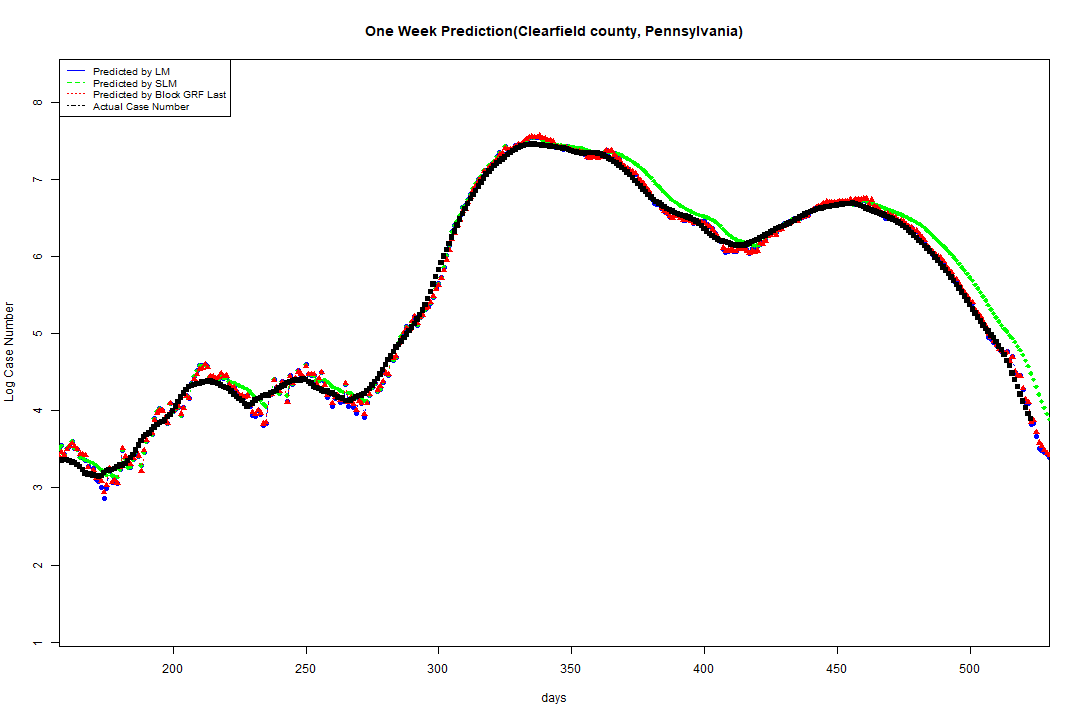 One Week Prediction(Clearfield county, Pennsylvania)
Predicted by LM
Predicted by SLM
Predicted by Block GRF Last
Actual Case Number
8
7
6
5
4
3
2
1
Log Case Number
200 250 300 350 400 450 500
days